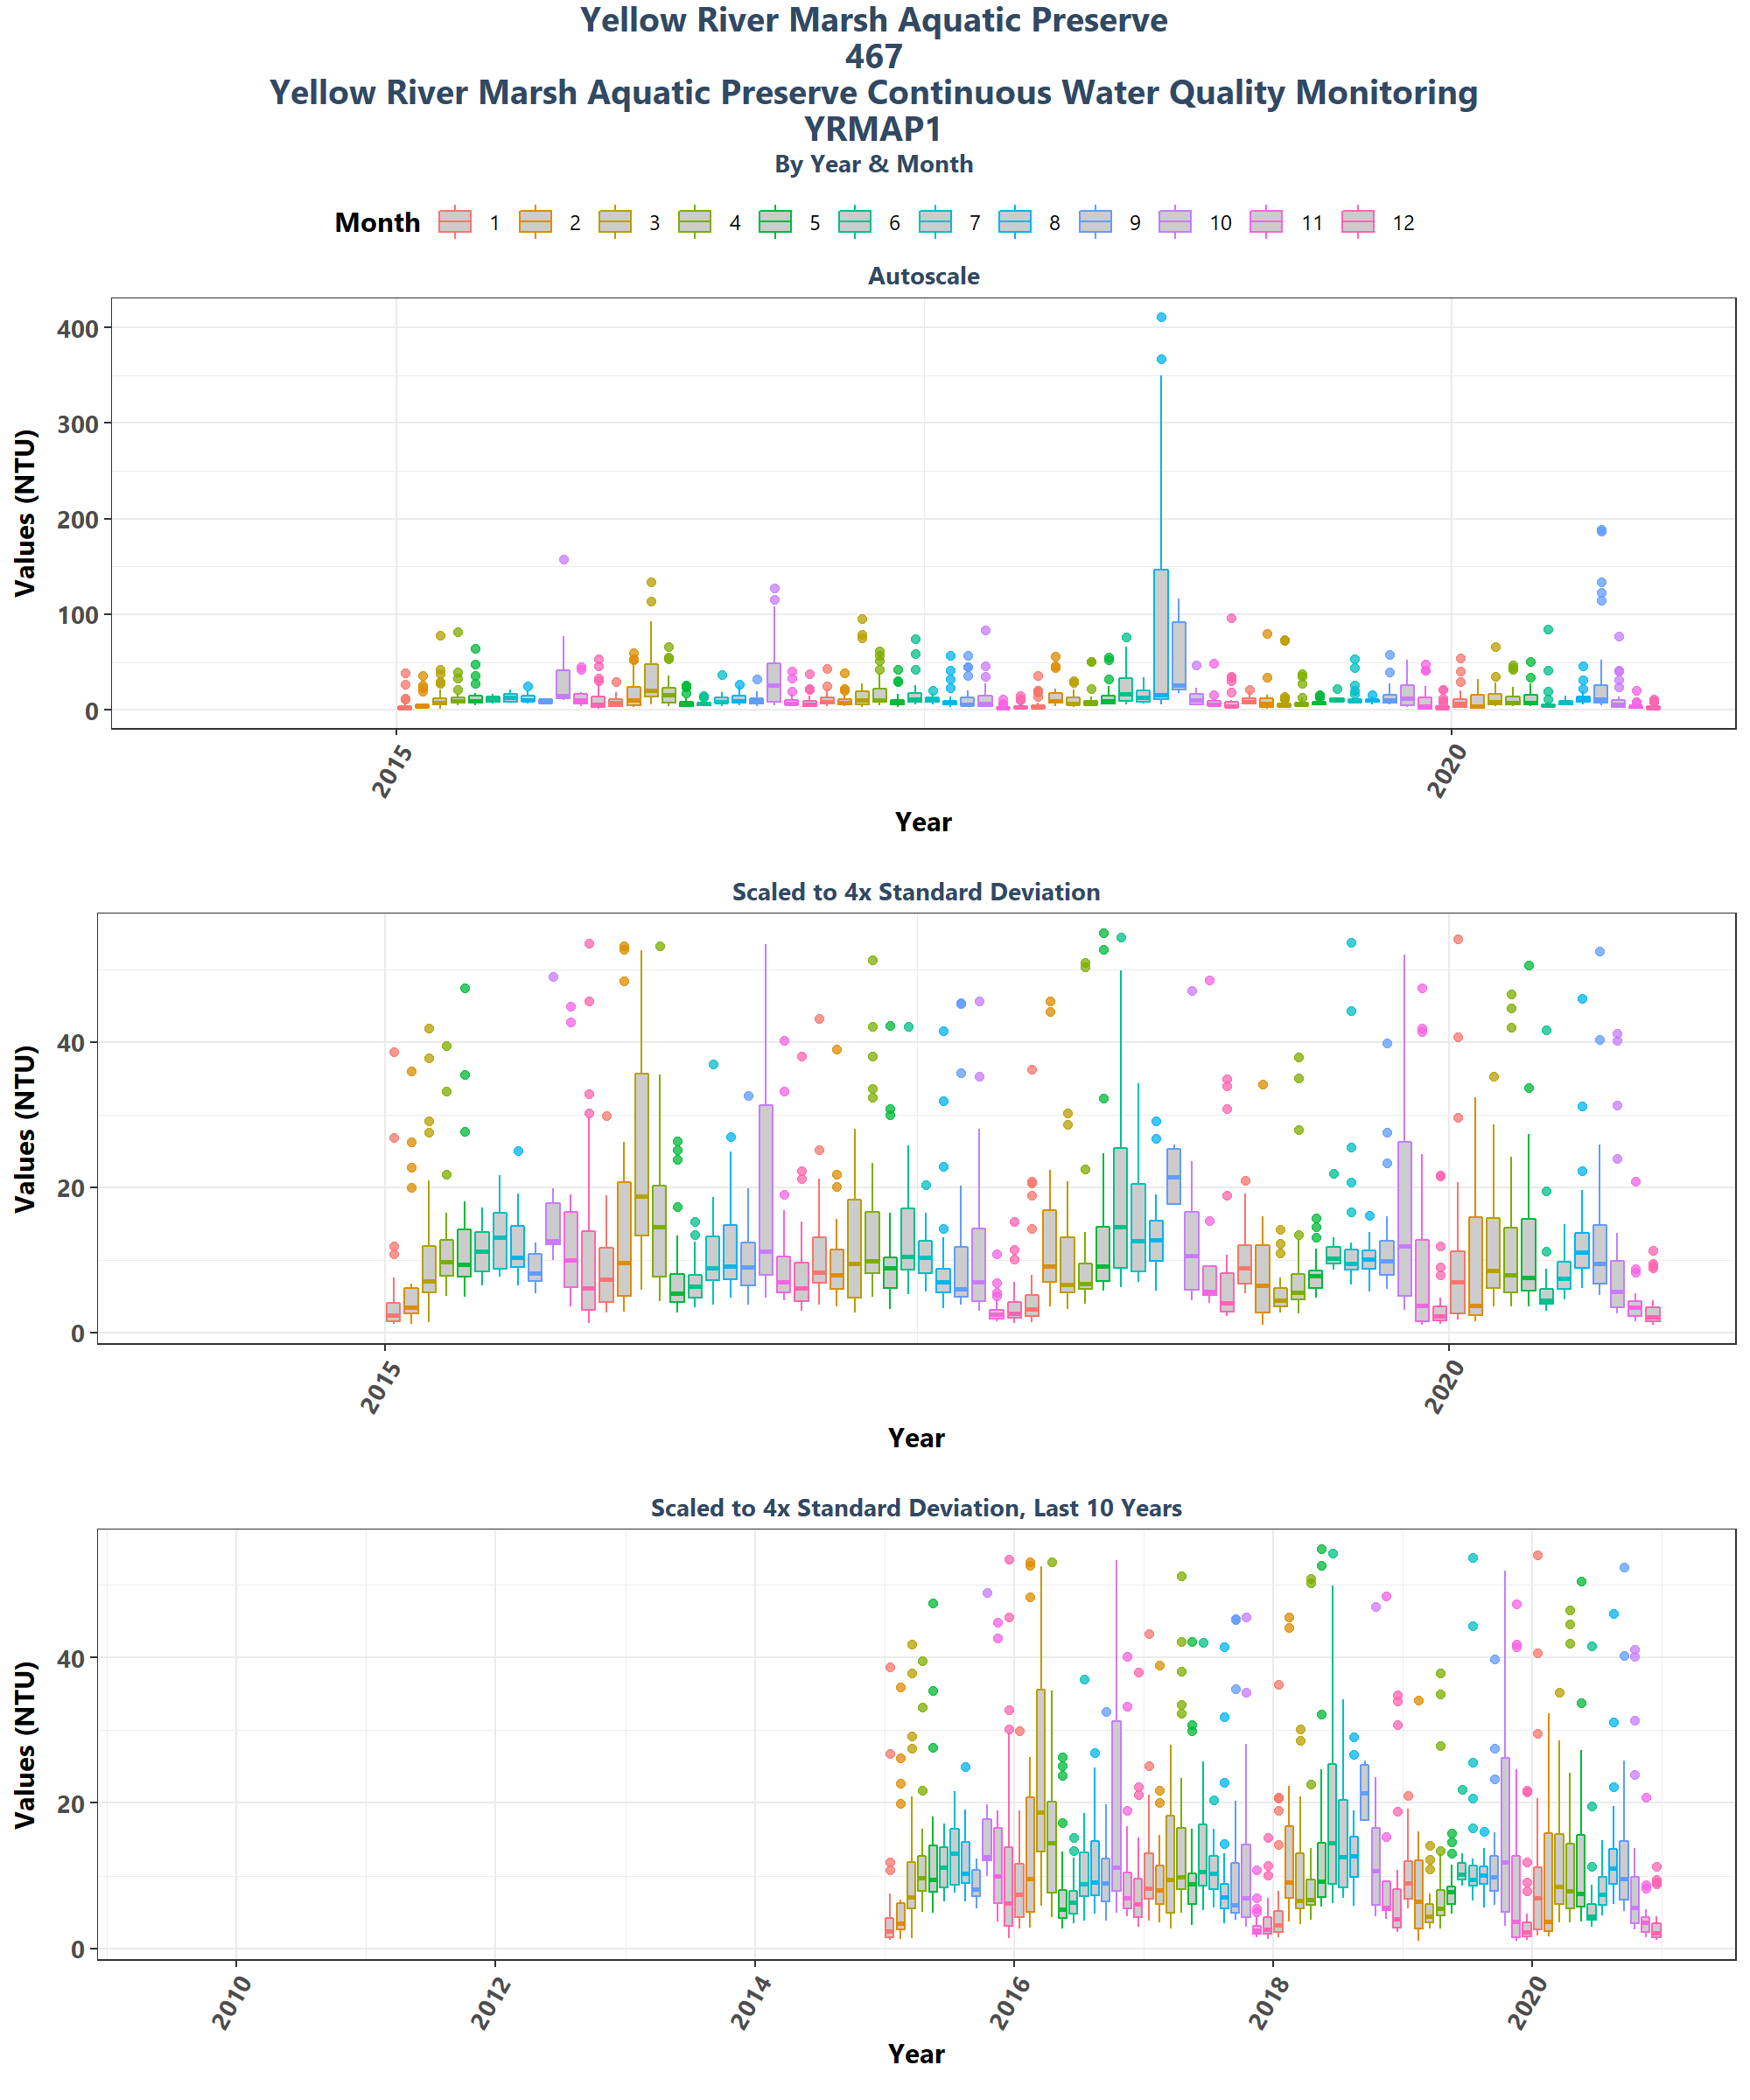 Yellow River Marsh Aquatic Preserve
467
Yellow River Marsh Aquatic Preserve Continuous Water Quality Monitoring
YRMAP1
By Year & Month
Month 1 2 3 4 5 6 7 8 9 10 11 12
Autoscale
Values (NTU)
400
300
200
100
0
2015 2020
Year
Scaled to 4x Standard Deviation
Values (NTU)
40
20
0
2015 2020
Year
Scaled to 4x Standard Deviation, Last 10 Years
Values (NTU)
40
20
0
2010 2012 2014 2016 2018 2020
Year